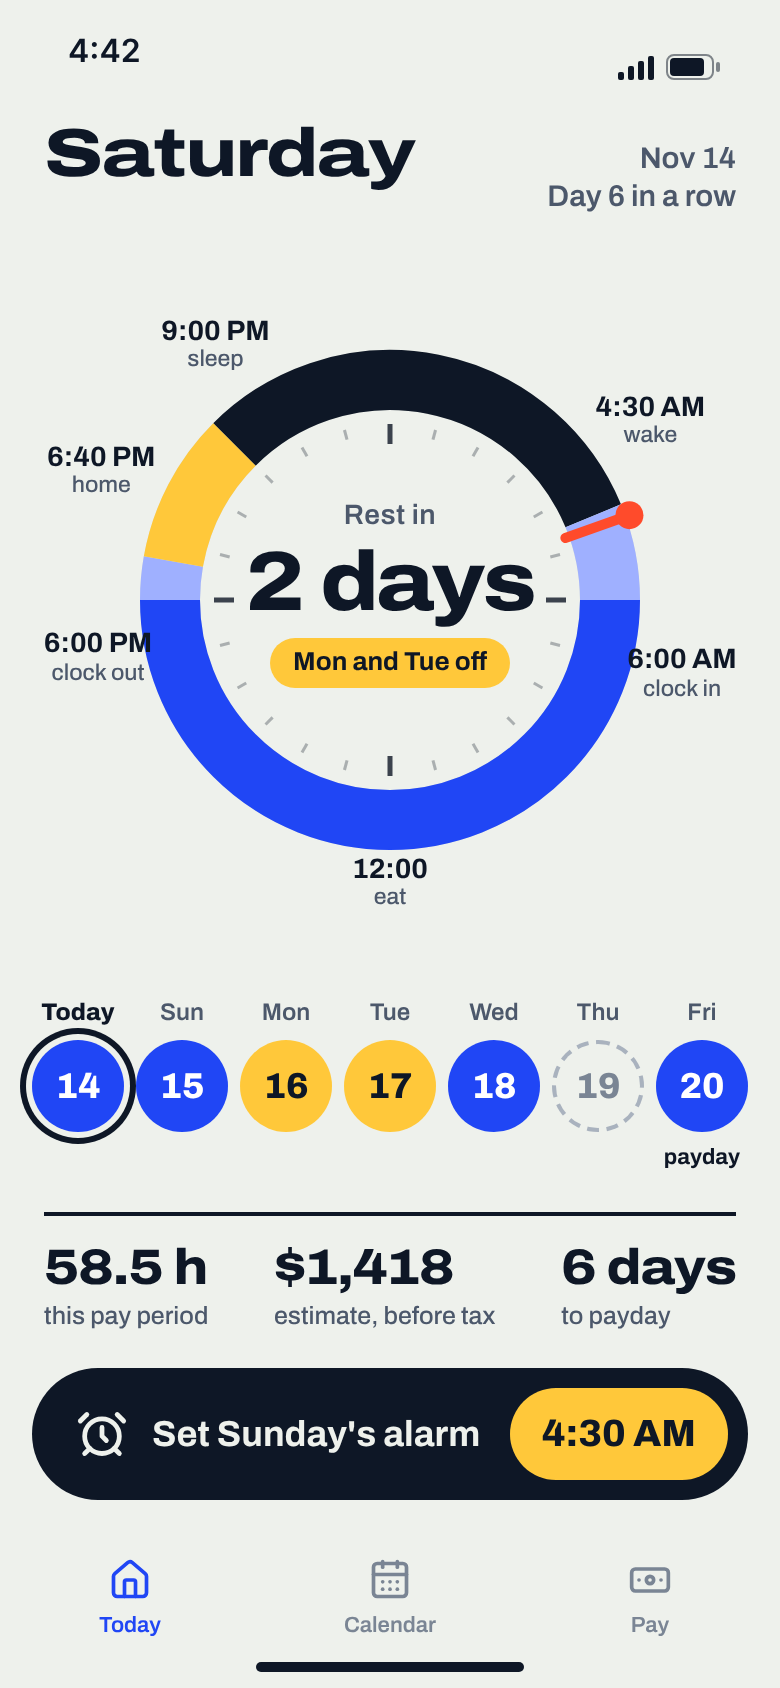 4:42
Saturday
Nov 14
Day 6 in a row
9:00 PM
sleep
4:30 AM
wake
6:40 PM
home
Rest in
2 days
Mon and Tue off
6:00 PM
clock out
6:00 AM
clock in
12:00
eat
Today Sun Mon Tue Wed Thu Fri
14 15 16 17 18 19 20
payday
58.5 h $1,418 6 days
this pay period estimate, before tax to payday
Set Sunday's alarm 4:30 AM
Today Calendar Pay